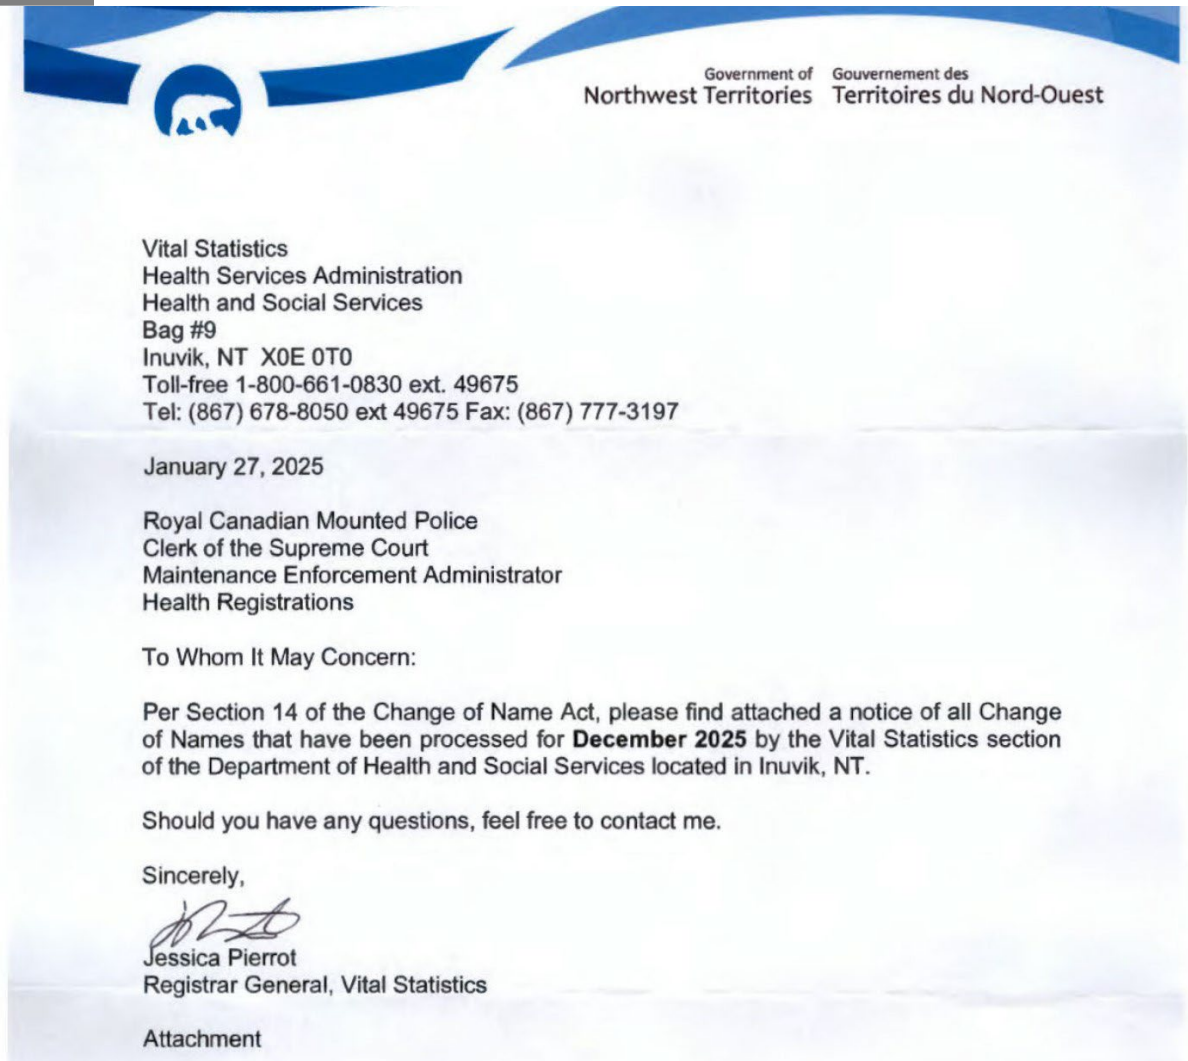 Government of Gouvernement des
Northwest Territories Territoires du Nord-Ouest
Vital Statistics
Health Services Administration
Health and Social Services
Bag #9
Inuvik, NT X0E 0T0
Toll-free 1-800-661-0830 ext. 49675
Tel: (867) 678-8050 ext 49675 Fax: (867) 777-3197
January 27, 2025
Royal Canadian Mounted Police
Clerk of the Supreme Court
Maintenance Enforcement Administrator
Health Registrations
To Whom It May Concern:
Per Section 14 of the Change of Name Act, please find attached a notice of all Change
of Names that have been processed for December 2025 by the Vital Statistics section
of the Department of Health and Social Services located in Inuvik, NT.
Should you have any questions, feel free to contact me.
Sincerely,
Jessica Pierrot
Registrar General, Vital Statistics
Attachment